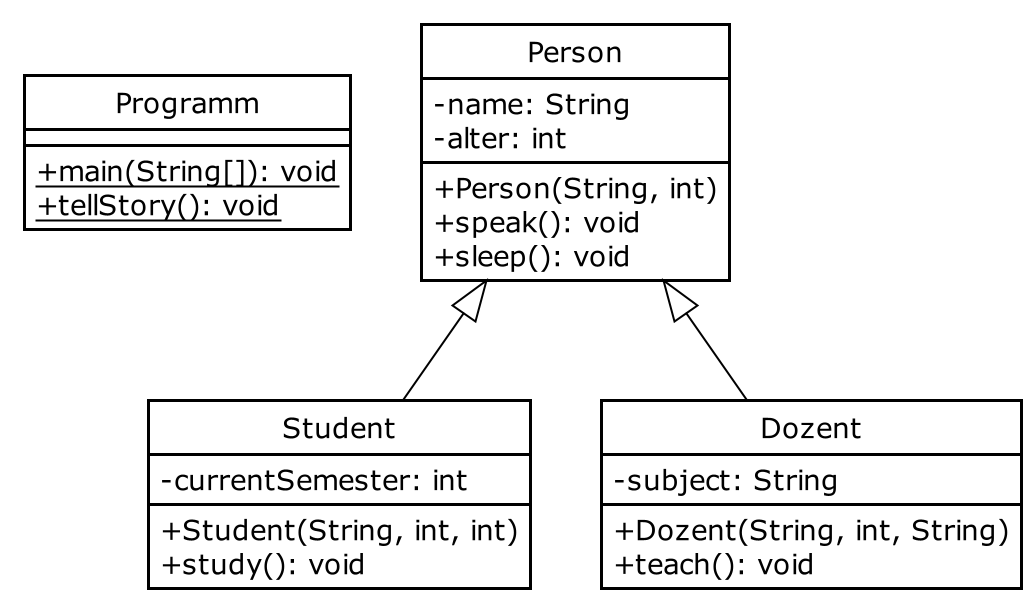 Programm
+main(String[]): void
+tellStory(): void
Person
-name: String
-alter: int
+Person(String, int)
+speak(): void
+sleep(): void
Student
-currentSemester: int
+Student(String, int, int)
+study(): void
Dozent
-subject: String
+Dozent(String, int, String)
+teach(): void